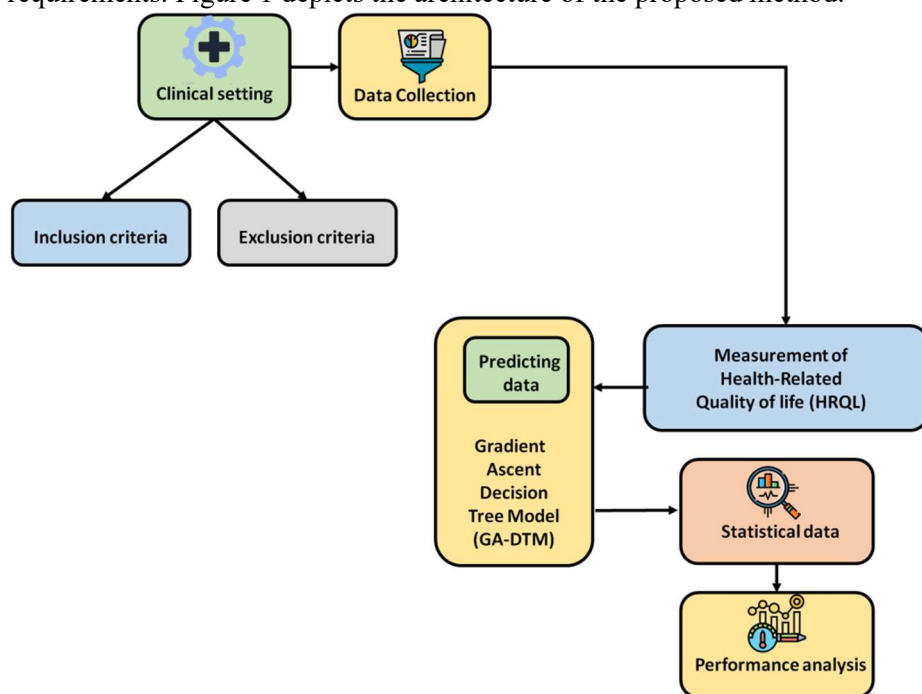 requirements. Figure 1 depicts the architecture of the proposed method.
Clinical setting
Data Collection
Inclusion criteria
Exclusion criteria
Measurement of
Health-Related
Quality of life (HRQL)
Predicting
data
Gradient
Ascent
Decision
Tree Model
(GA-DTM)
Statistical data
Performance analysis